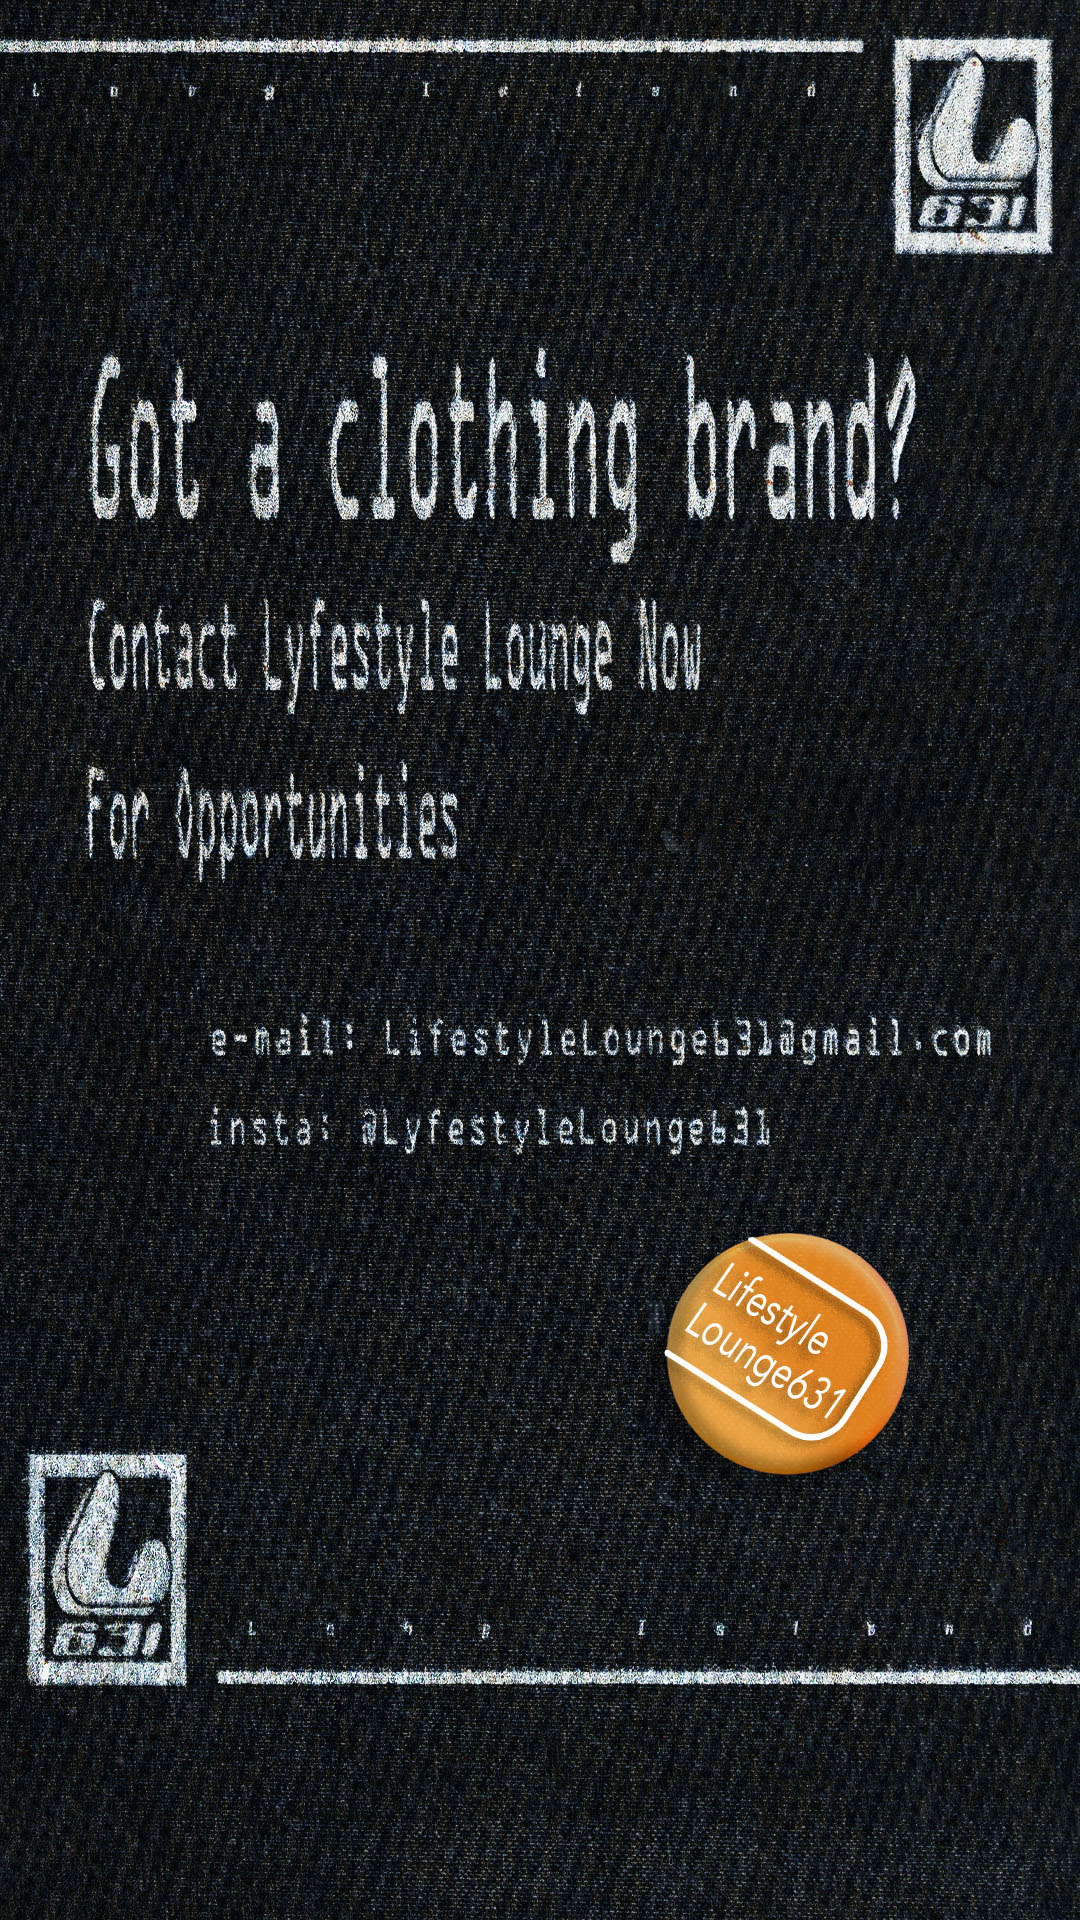 L o n g I s l a n d
631
Got a clothing brand?
Contact Lyfestyle Lounge Now
For Opportunities
e-mail: LifestyleLounge631@gmail.com
insta: @LyfestyleLounge631
Lifestyle
Lounge631
631
L o n g I s l a n d